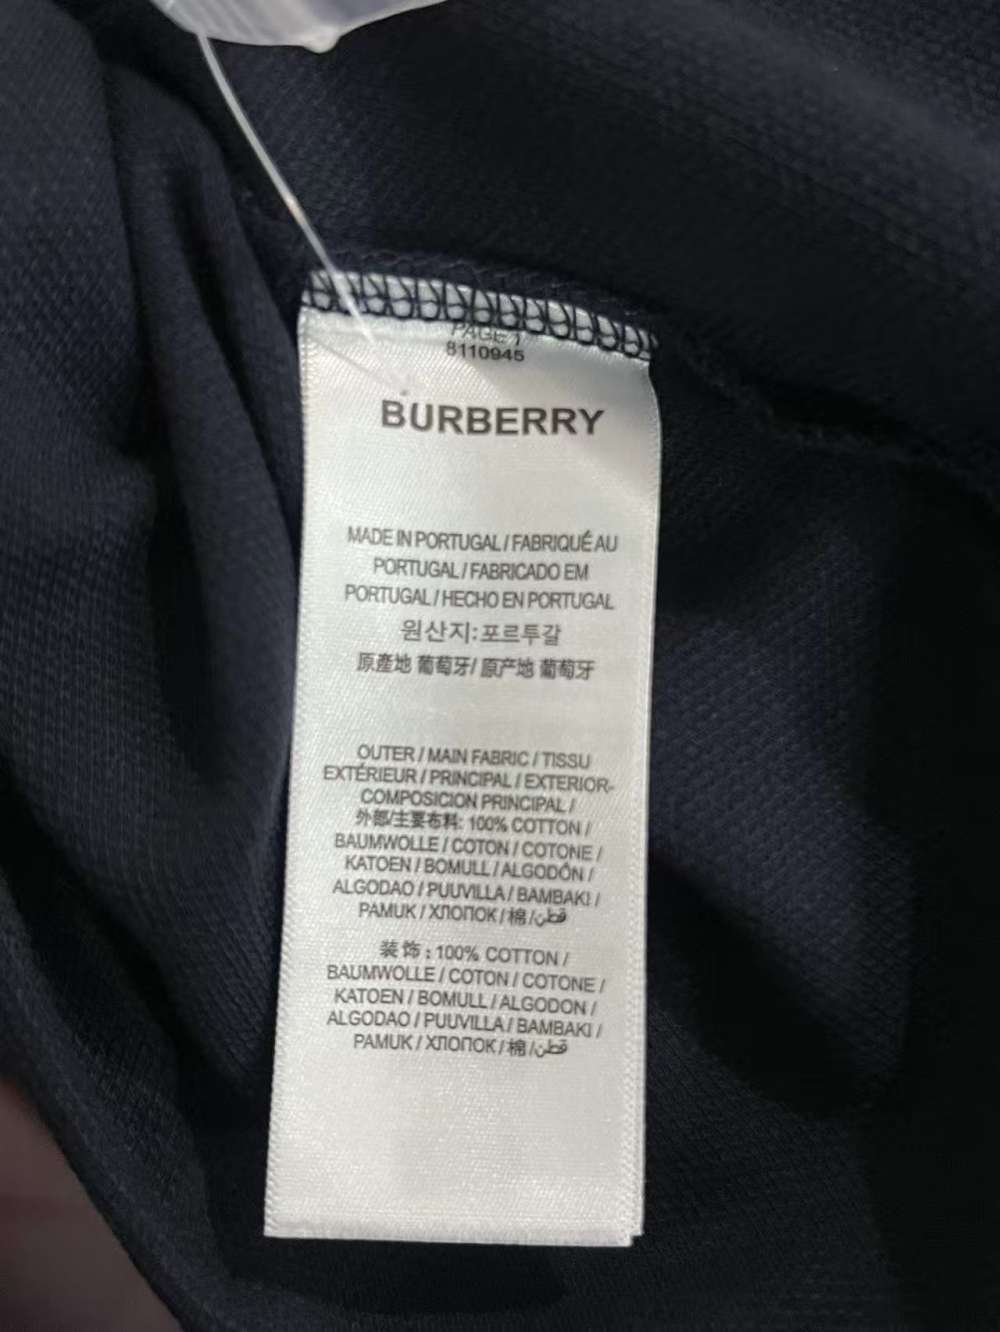 PAGE 1
8110945
BURBERRY
MADE IN PORTUGAL / FABRIQUÉ AU
PORTUGAL / FABRICADO EM
PORTUGAL / HECHO EN PORTUGAL
원산지: 포르투갈
原產地 葡萄牙/ 原产地 葡萄牙
OUTER / MAIN FABRIC / TISSU
EXTÉRIEUR / PRINCIPAL / EXTERIOR-
COMPOSICION PRINCIPAL /
外部/主要布料: 100% COTTON /
BAUMWOLLE / COTON / COTONE /
KATOEN / BOMULL / ALGODÓN /
ALGODAO / PUUVILLA / BAMBAKI /
PAMUK / ХЛОПОК / 棉 / قطن
装饰 : 100% COTTON /
BAUMWOLLE / COTON / COTONE /
KATOEN / BOMULL / ALGODON /
ALGODAO / PUUVILLA / BAMBAKI /
PAMUK / ХЛОПОК / 棉 / قطن